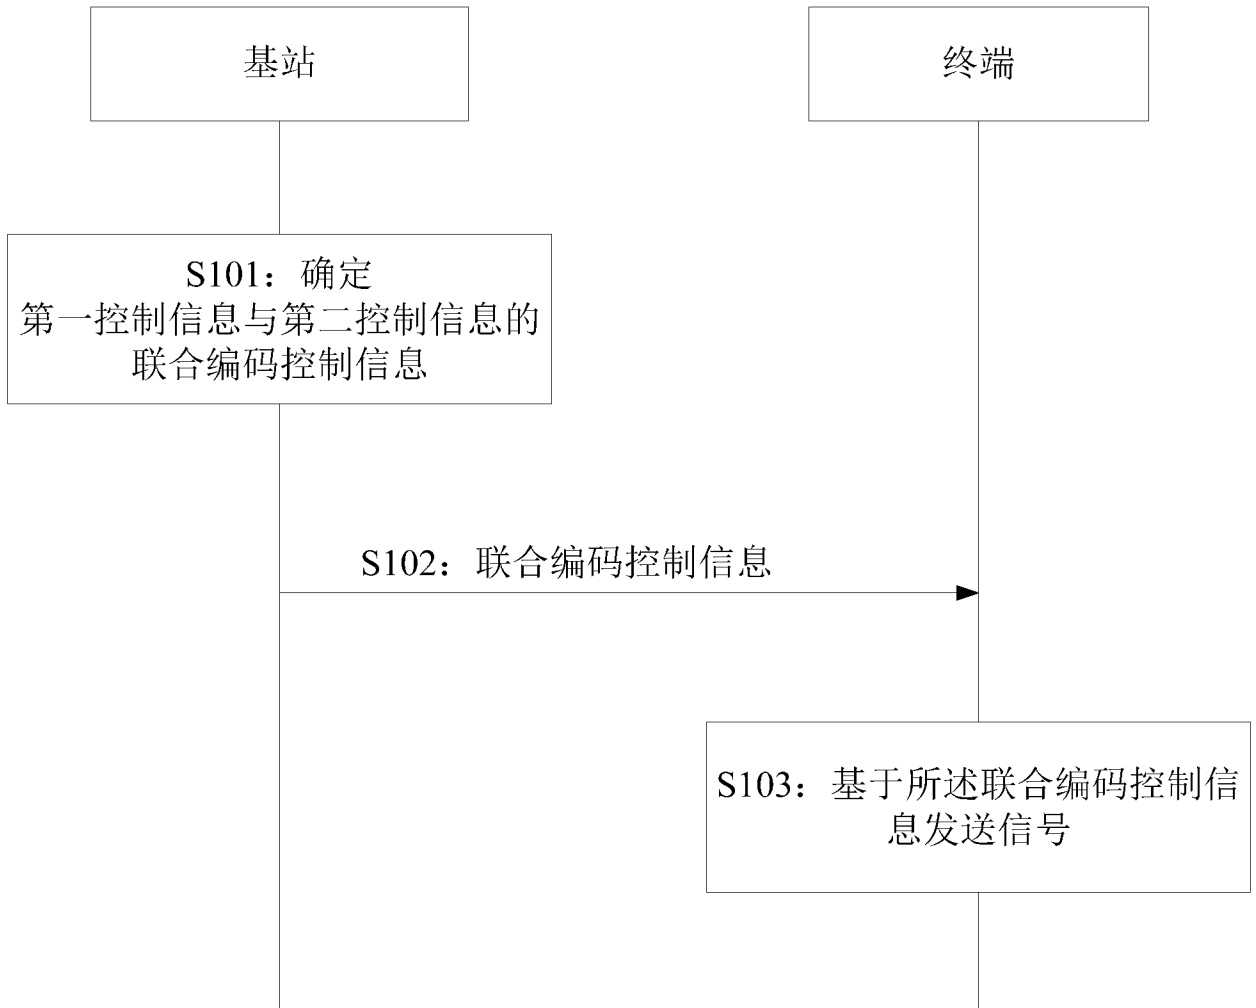 基站
终端
S101：确定
第一控制信息与第二控制信息的
联合编码控制信息
S102：联合编码控制信息
S103：基于所述联合编码控制信
息发送信号